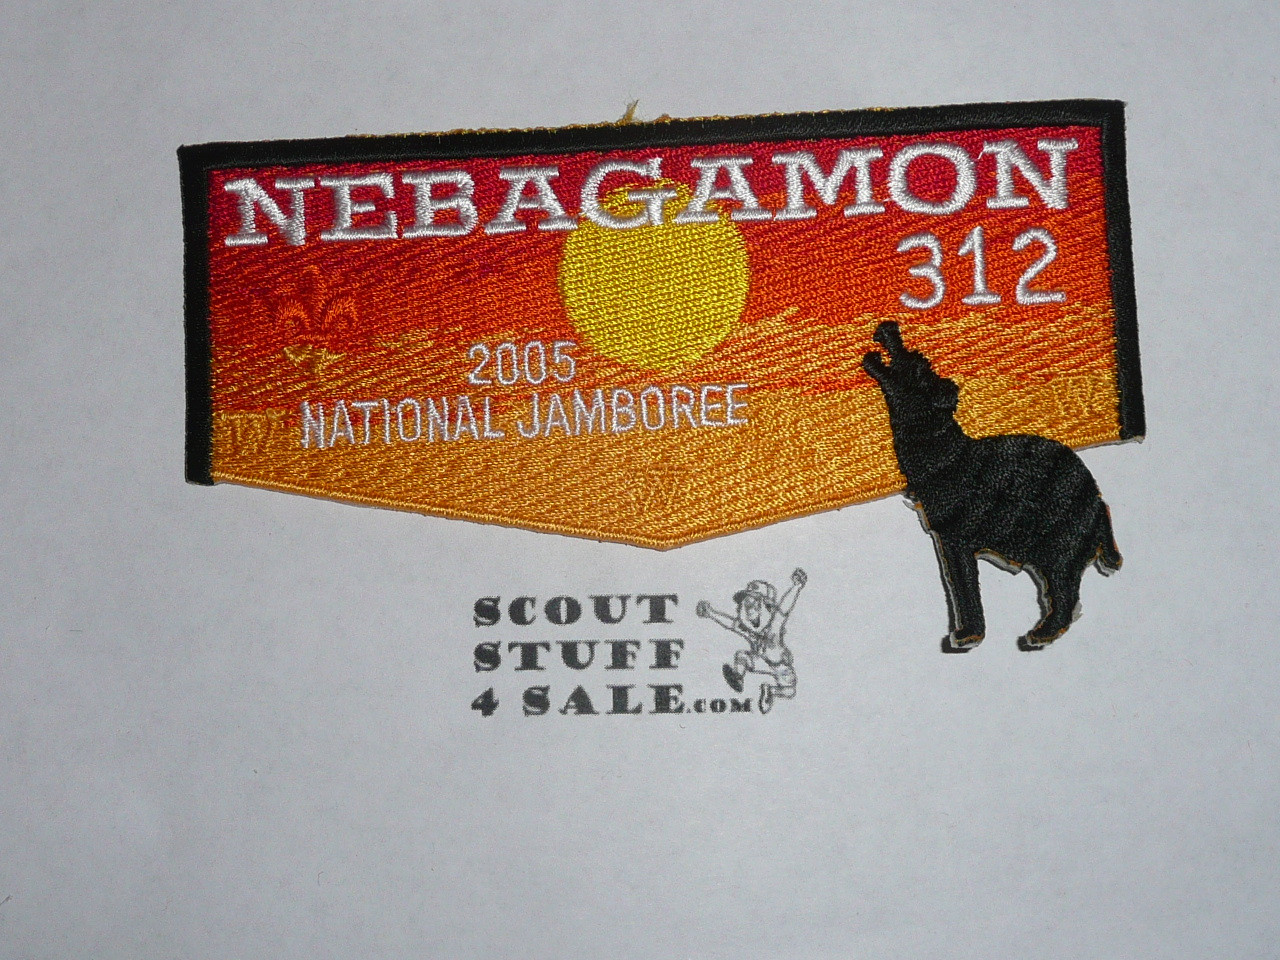 NEBAGAMON
312
2005
NATIONAL JAMBOREE
W W
W
SCOUT
STUFF
4 SALE.COM